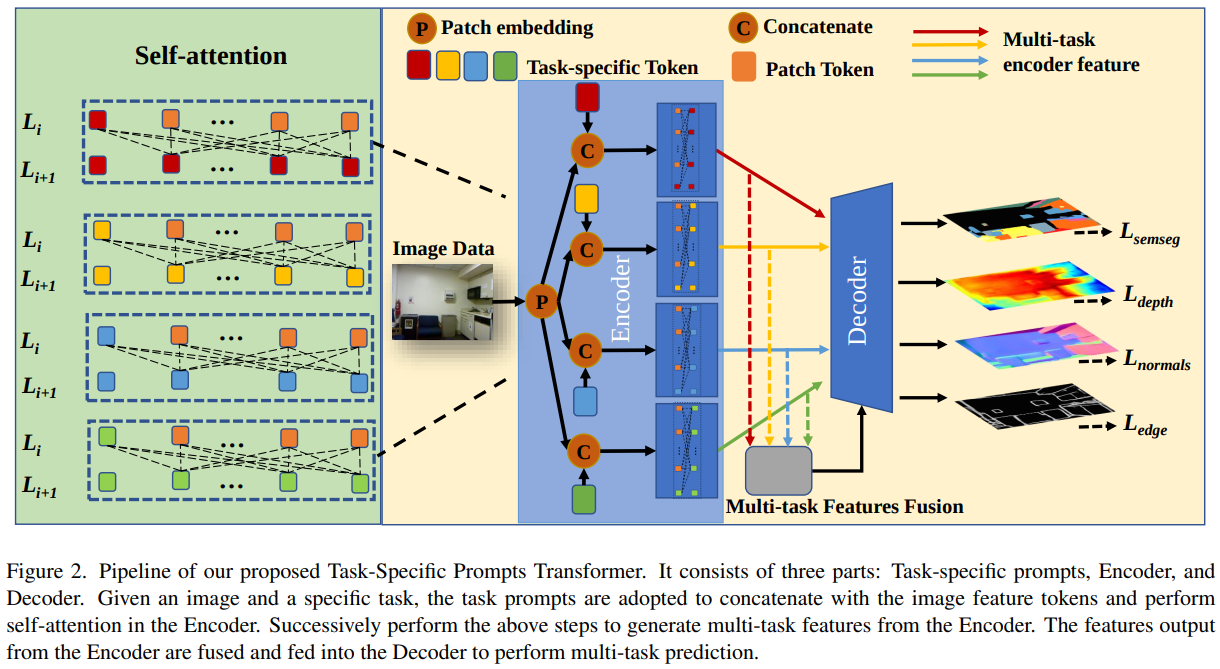 Self-attention
L_i
...
L_{i+1}
...
L_i
...
L_{i+1}
...
L_i
...
L_{i+1}
...
L_i
...
L_{i+1}
...
P Patch embedding
C Concatenate
Multi-task
encoder feature
Task-specific Token
Patch Token
Image Data
P
C
C
C
C
Encoder
Decoder
L_{semseg}
L_{depth}
L_{normals}
L_{edge}
Multi-task Features Fusion
Figure 2. Pipeline of our proposed Task-Specific Prompts Transformer. It consists of three parts: Task-specific prompts, Encoder, and
Decoder. Given an image and a specific task, the task prompts are adopted to concatenate with the image feature tokens and perform
self-attention in the Encoder. Successively perform the above steps to generate multi-task features from the Encoder. The features output
from the Encoder are fused and fed into the Decoder to perform multi-task prediction.